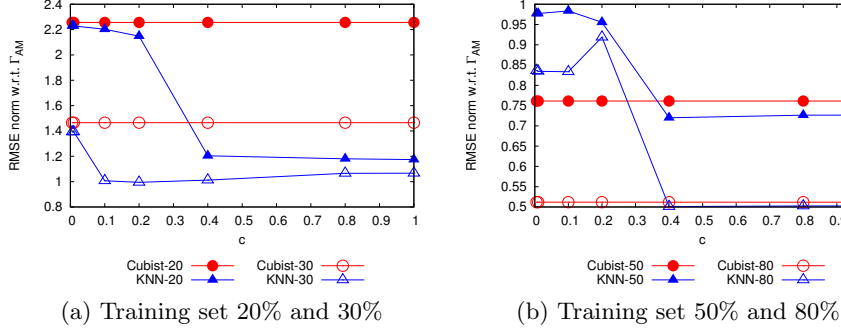 2.4
2.2
2
1.8
1.6
1.4
1.2
1
0.8
RMSE norm w.r.t. Γ_AM
0 0.1 0.2 0.3 0.4 0.5 0.6 0.7 0.8 0.9 1
c
Cubist-20 Cubist-30
KNN-20 KNN-30
(a) Training set 20% and 30%
1
0.95
0.9
0.85
0.8
0.75
0.7
0.65
0.6
0.55
0.5
RMSE norm w.r.t. Γ_AM
0 0.1 0.2 0.3 0.4 0.5 0.6 0.7 0.8 0.9
c
Cubist-50 Cubist-80
KNN-50 KNN-80
(b) Training set 50% and 80%